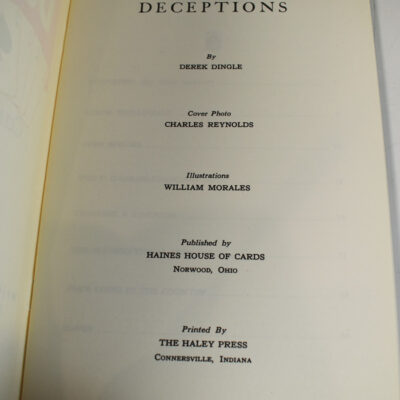 DECEPTIONS
By
DEREK DINGLE
Cover Photo
CHARLES REYNOLDS
Illustrations
WILLIAM MORALES
Published by
HAINES HOUSE OF CARDS
NORWOOD, OHIO
Printed By
THE HALEY PRESS
CONNERSVILLE, INDIANA